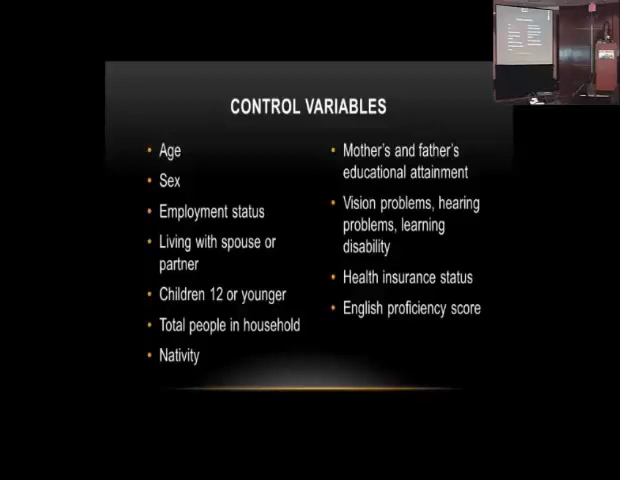 CONTROL VARIABLES
• Age
• Sex
• Employment status
• Living with spouse or
partner
• Children 12 or younger
• Total people in household
• Nativity
• Mother's and father's
educational attainment
• Vision problems, hearing
problems, learning
disability
• Health insurance status
• English proficiency score